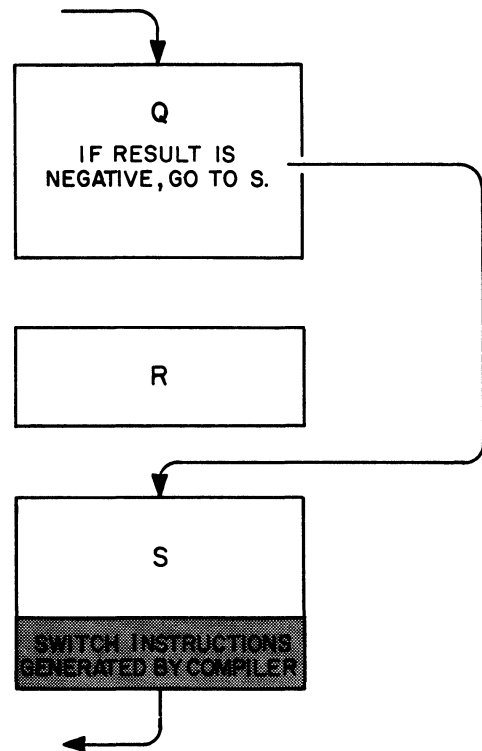 Q
IF RESULT IS
NEGATIVE, GO TO S.
R
S
SWITCH INSTRUCTIONS
GENERATED BY COMPILER